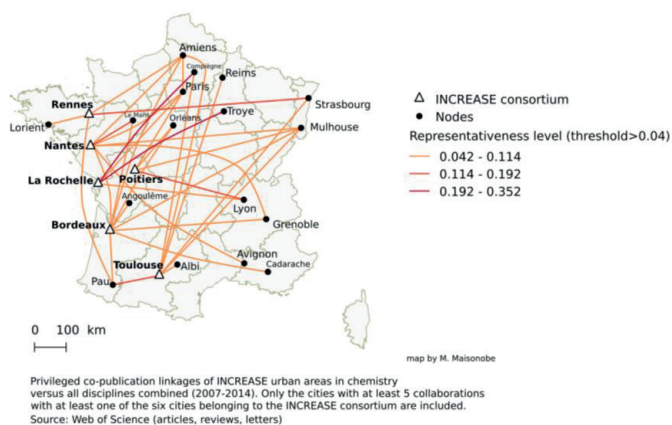 Amiens
Compiègne
Reims
Paris
Rennes
Strasbourg
Le Mans
Orléans
Troye
Lorient
Mulhouse
Nantes
La Rochelle
Poitiers
Angoulême
Lyon
Grenoble
Bordeaux
Avignon
Toulouse
Albi
Cadarache
Pau
INCREASE consortium
Nodes
Representativeness level (threshold>0.04)
0.042 - 0.114
0.114 - 0.192
0.192 - 0.352
0 100 km
map by M. Maisonobe
Privileged co-publication linkages of INCREASE urban areas in chemistry
versus all disciplines combined (2007-2014). Only the cities with at least 5 collaborations
with at least one of the six cities belonging to the INCREASE consortium are included.
Source: Web of Science (articles, reviews, letters)